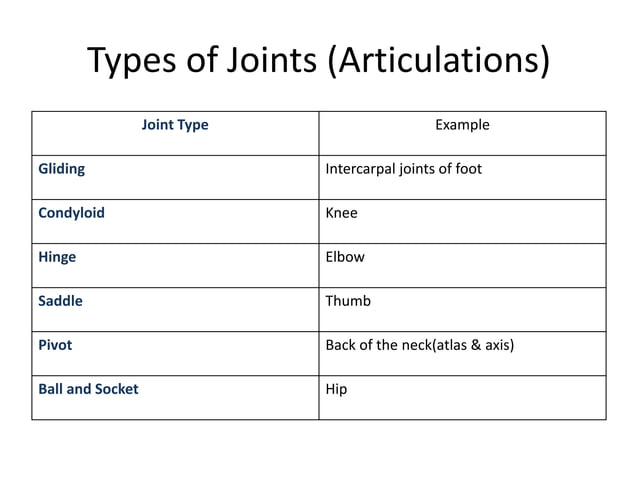 Types of Joints (Articulations)
Joint Type Example
Gliding Intercarpal joints of foot
Condyloid Knee
Hinge Elbow
Saddle Thumb
Pivot Back of the neck(atlas & axis)
Ball and Socket Hip